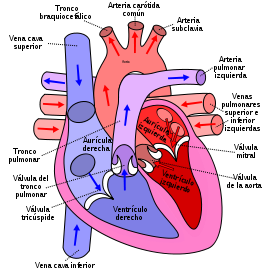 Tronco
braquiocefálico
Arteria carótida
común
Arteria
subclavia
Vena cava
superior
Aorta
Arteria
pulmonar
izquierda
Venas
pulmonares
superior e
inferior
izquierdas
Aurícula
izquierda
Aurícula
derecha
Tronco
pulmonar
Válvula
mitral
Válvula del
tronco
pulmonar
Ventrículo
izquierdo
Válvula
de la aorta
Válvula
tricúspide
Ventrículo
derecho
Vena cava inferior